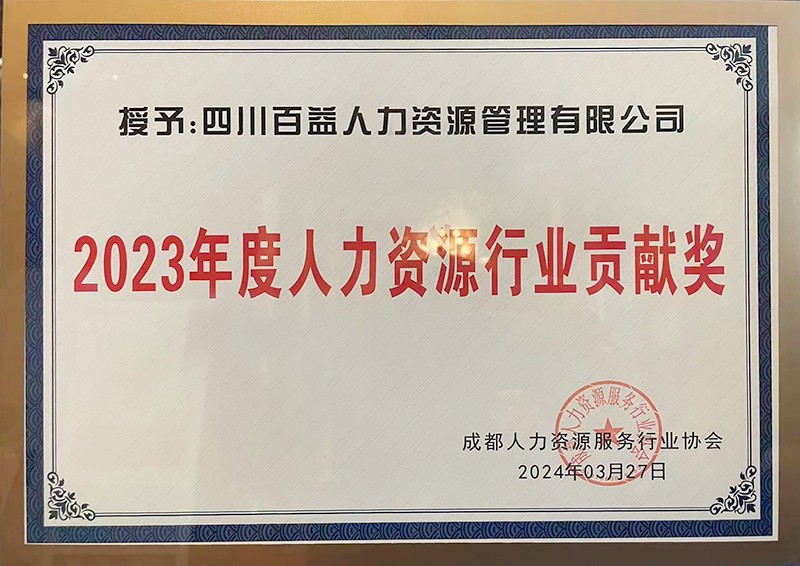 授予:四川百益人力资源管理有限公司
2023年度人力资源行业贡献奖
成都人力资源服务行业协会
2024年03月27日